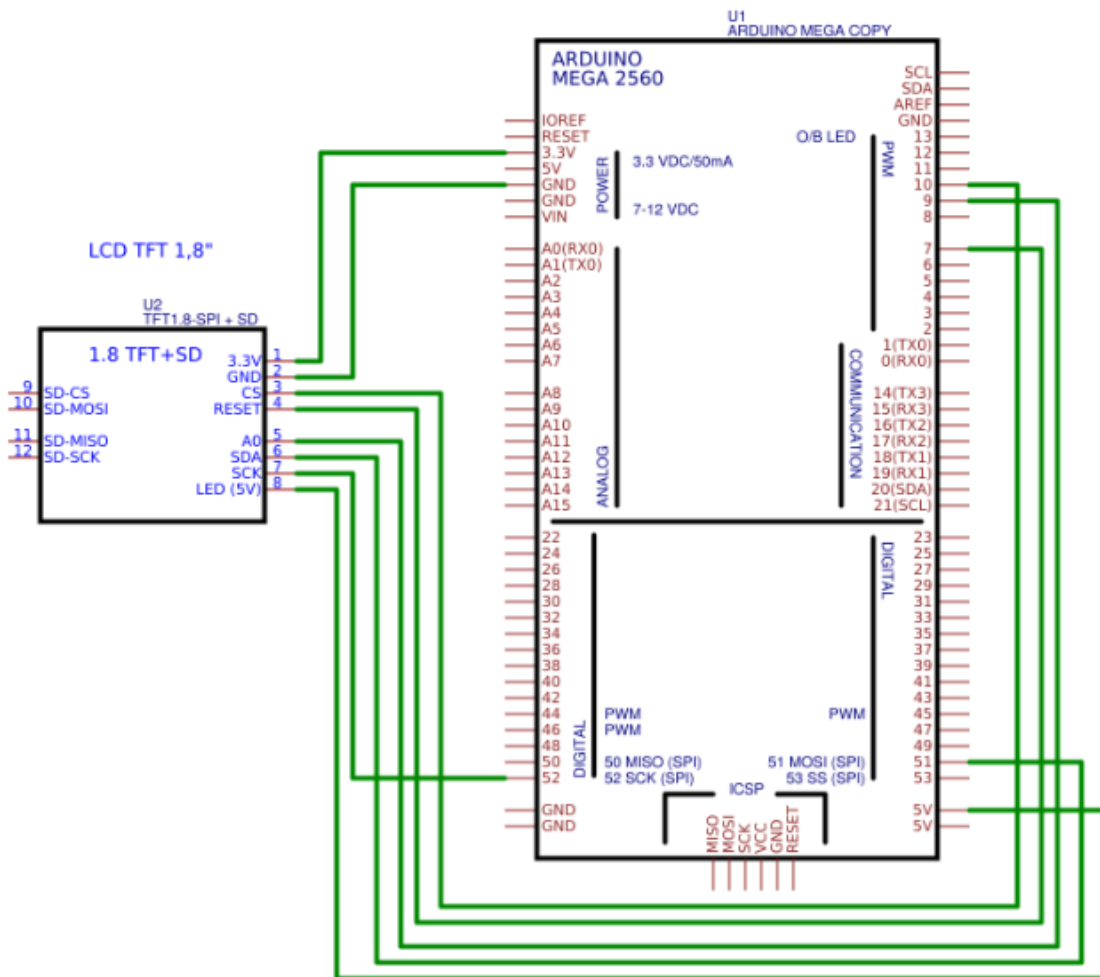 U1
ARDUINO MEGA COPY
ARDUINO
MEGA 2560
IOREF
RESET
3.3V
5V
GND
GND
VIN
POWER
3.3 VDC/50mA
7-12 VDC
A0(RX0)
A1(TX0)
A2
A3
A4
A5
A6
A7
A8
A9
A10
A11
A12
A13
A14
A15
ANALOG
SCL
SDA
AREF
GND
13
12
11
10
9
8
O/B LED
PWM
7
6
5
4
3
2
1(TX0)
0(RX0)
14(TX3)
15(RX3)
16(TX2)
17(RX2)
18(TX1)
19(RX1)
20(SDA)
21(SCL)
COMMUNICATION
22
24
26
28
30
32
34
36
38
40
42
44
46
48
50
52
GND
GND
DIGITAL
PWM
PWM
50 MISO (SPI)
52 SCK (SPI)
23
25
27
29
31
33
35
37
39
41
43
45
47
49
51
53
5V
5V
DIGITAL
PWM
51 MOSI (SPI)
53 SS (SPI)
ICSP
MISO
MOSI
SCK
VCC
GND
RESET
LCD TFT 1,8"
U2
TFT1.8-SPI + SD
1.8 TFT+SD
9 SD-CS
10 SD-MOSI
11 SD-MISO
12 SD-SCK
3.3V 1
GND 2
CS 3
RESET 4
A0 5
SDA 6
SCK 7
LED (5V) 8